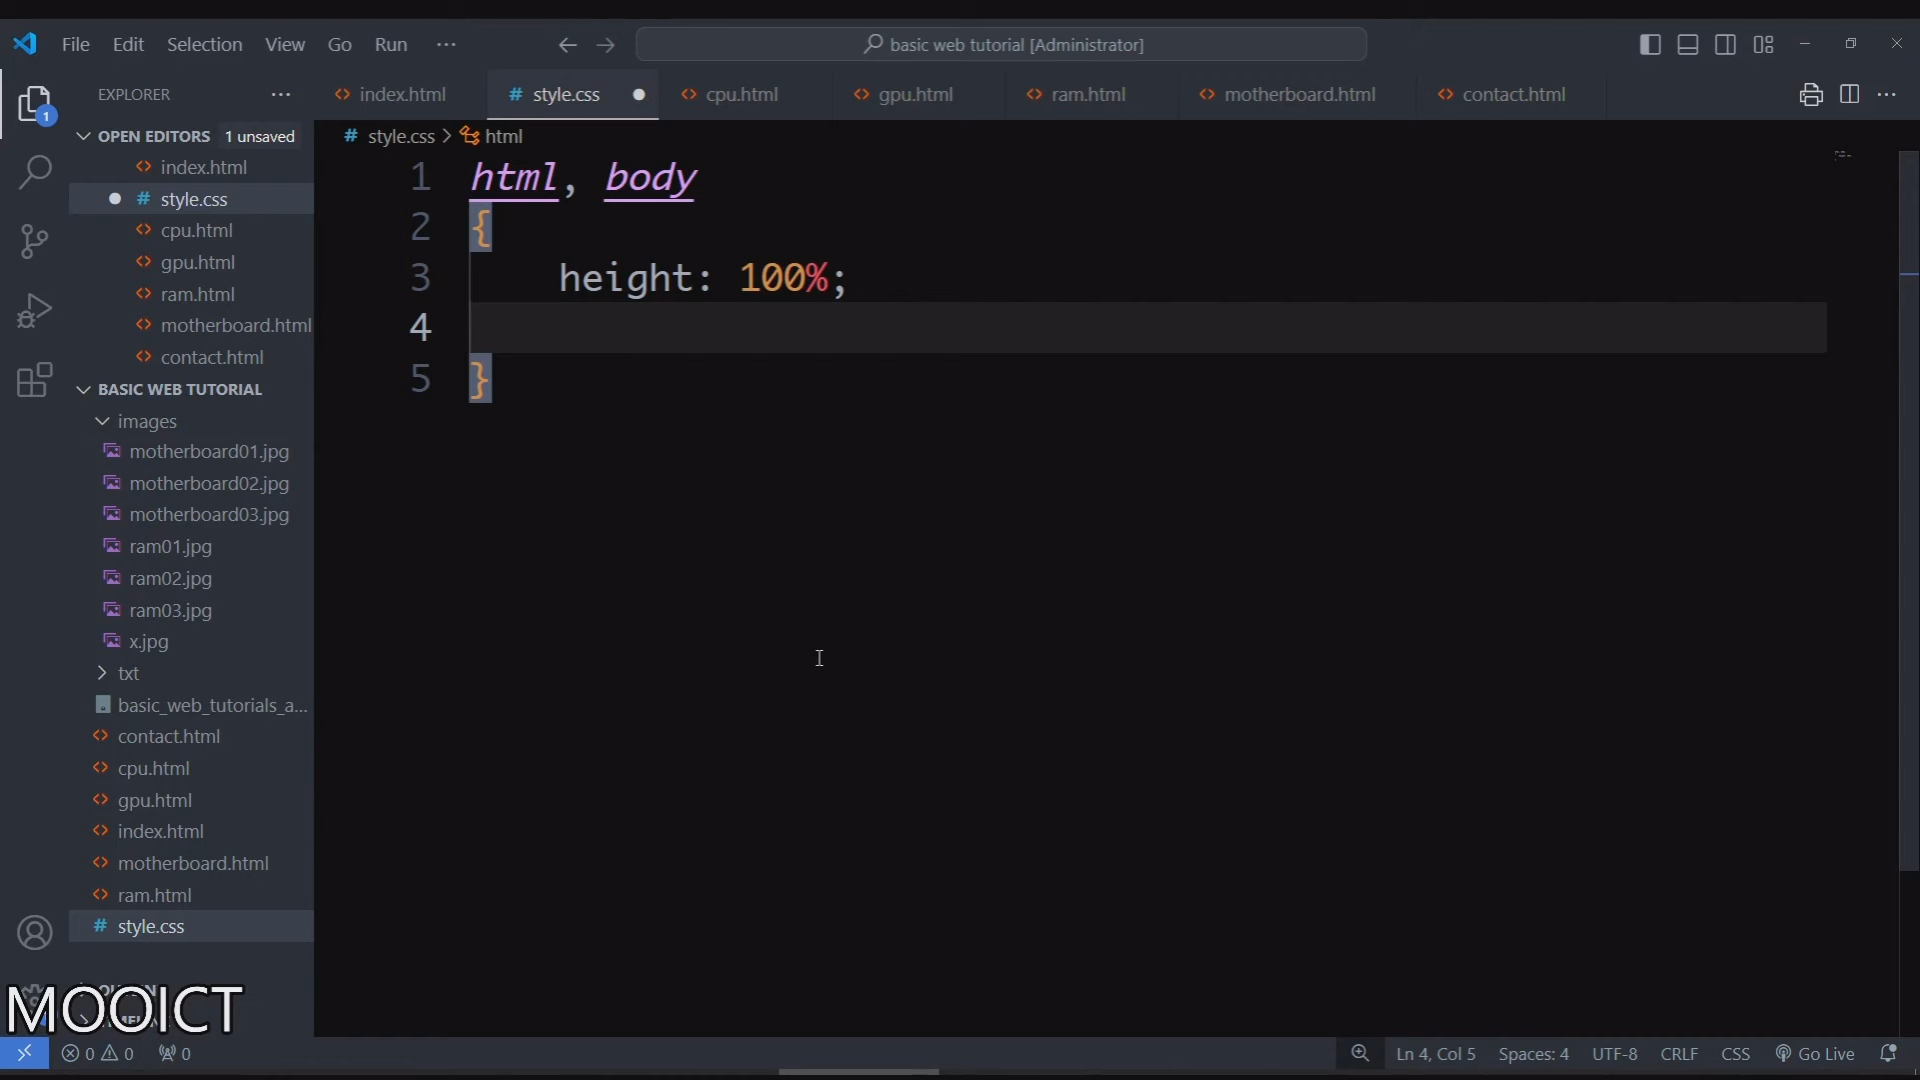 File Edit Selection View Go Run ···
basic web tutorial [Administrator]
EXPLORER ···
index.html
style.css
cpu.html
gpu.html
ram.html
motherboard.html
contact.html
1
OPEN EDITORS 1 unsaved
index.html
style.css
cpu.html
gpu.html
ram.html
motherboard.html
contact.html
BASIC WEB TUTORIAL
images
motherboard01.jpg
motherboard02.jpg
motherboard03.jpg
ram01.jpg
ram02.jpg
ram03.jpg
x.jpg
txt
basic_web_tutorials_a...
contact.html
cpu.html
gpu.html
index.html
motherboard.html
ram.html
# style.css
# style.css > html
1 html, body
2 {
3 height: 100%;
4
5 }
MOOICT
0 0 0
Ln 4, Col 5 Spaces: 4 UTF-8 CRLF CSS Go Live